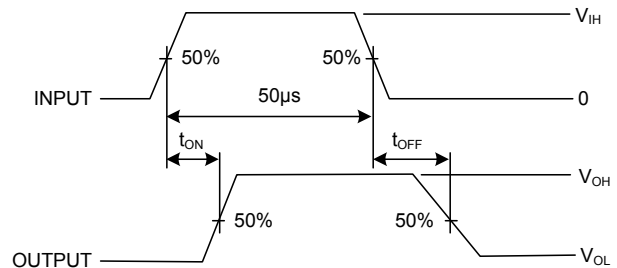 V_IH
50% 50%
50µs
INPUT 0
t_ON t_OFF
V_OH
50% 50%
OUTPUT V_OL